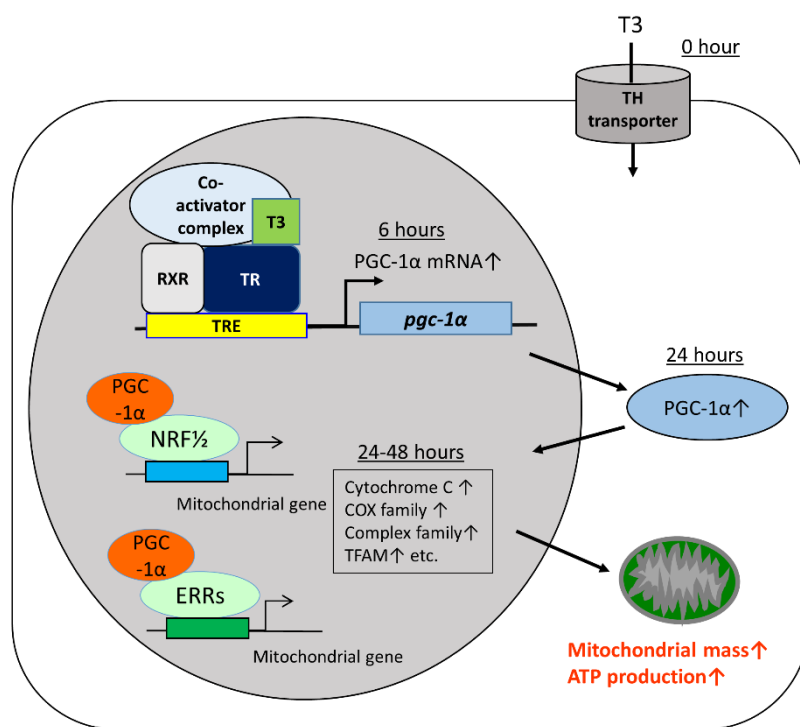 T3
0 hour
TH
transporter
Co-
activator
complex
T3
RXR
TR
TRE
6 hours
PGC-1α mRNA↑
pgc-1α
24 hours
PGC-1α↑
PGC
-1α
NRF½
Mitochondrial gene
24-48 hours
Cytochrome C ↑
COX family ↑
Complex family↑
TFAM↑ etc.
PGC
-1α
ERRs
Mitochondrial gene
Mitochondrial mass↑
ATP production↑